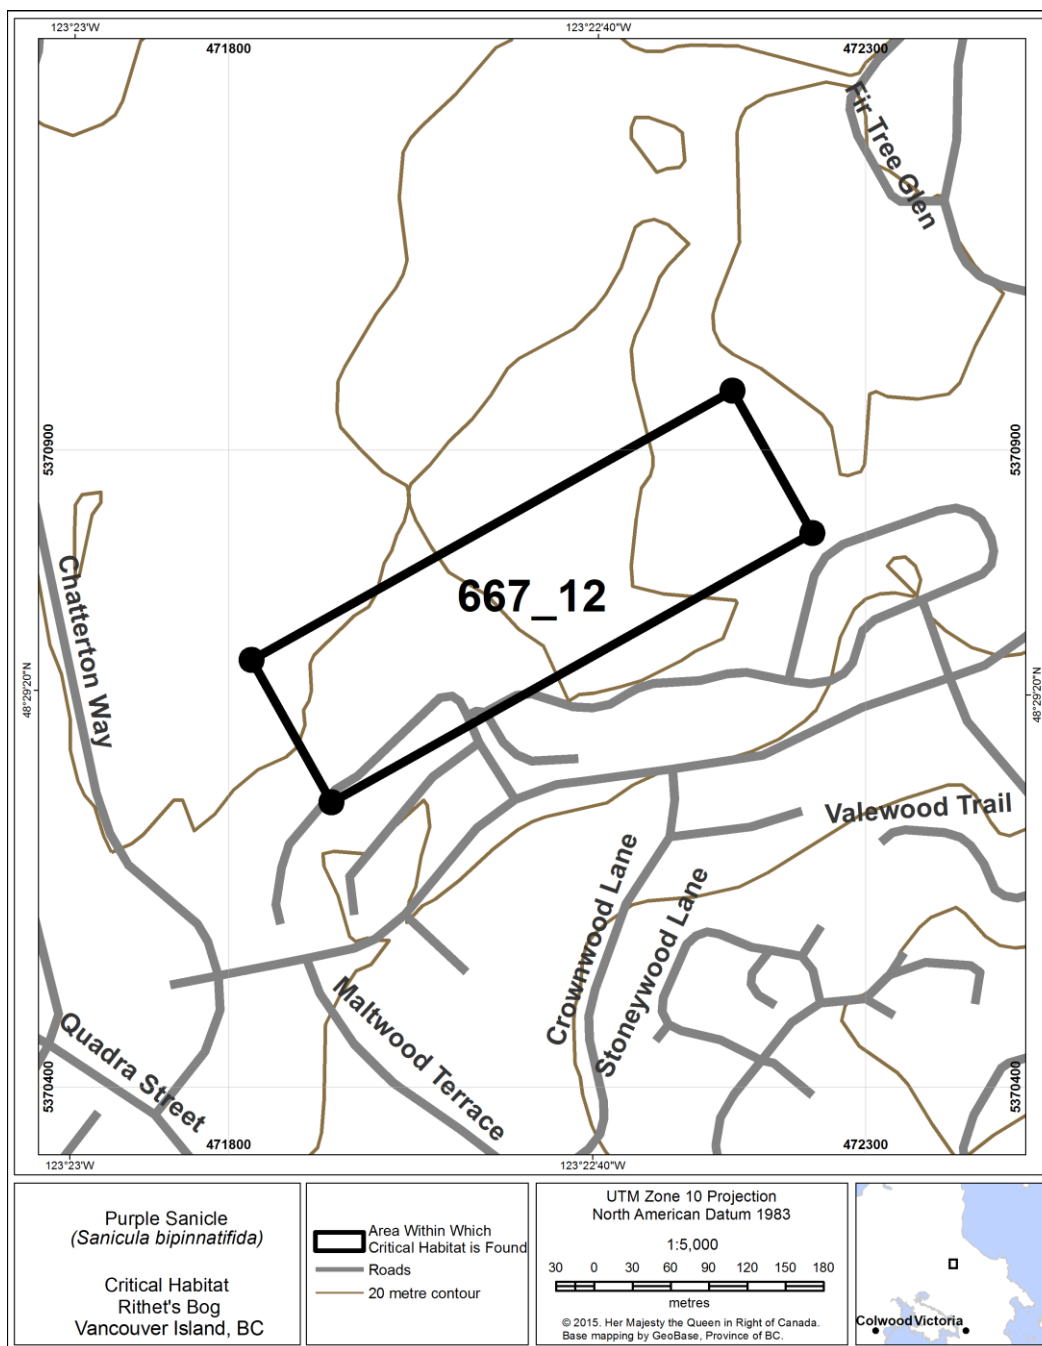 123°23'W
123°22'40"W
471800
472300
Fir Tree Glen
5370900
5370900
667_12
Chatterton Way
48°29'20"N
48°29'20"N
Valewood Trail
Crownwood Lane
Stoneywood Lane
Maltwood Terrace
Quadra Street
5370400
5370400
471800
472300
123°23'W
123°22'40"W
Purple Sanicle
(Sanicula bipinnatifida)
Critical Habitat
Rithet's Bog
Vancouver Island, BC
Area Within Which
Critical Habitat is Found
Roads
20 metre contour
UTM Zone 10 Projection
North American Datum 1983
1:5,000
30 0 30 60 90 120 150 180
metres
© 2015. Her Majesty the Queen in Right of Canada.
Base mapping by GeoBase, Province of BC.
Colwood Victoria